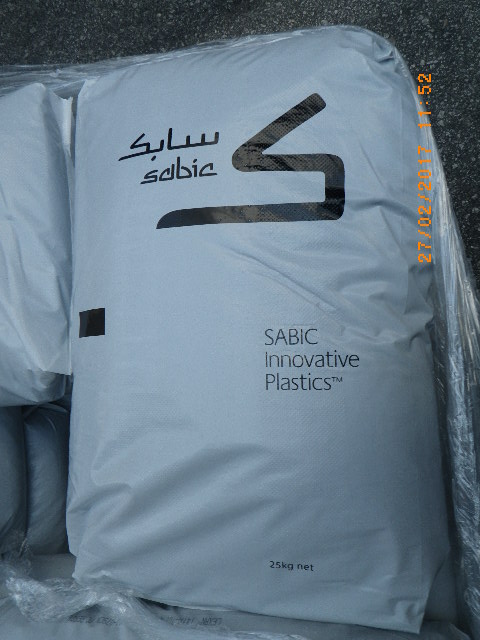 سابك
sabic
SABIC
Innovative
Plastics™
25kg net
27/02/2017 11:52